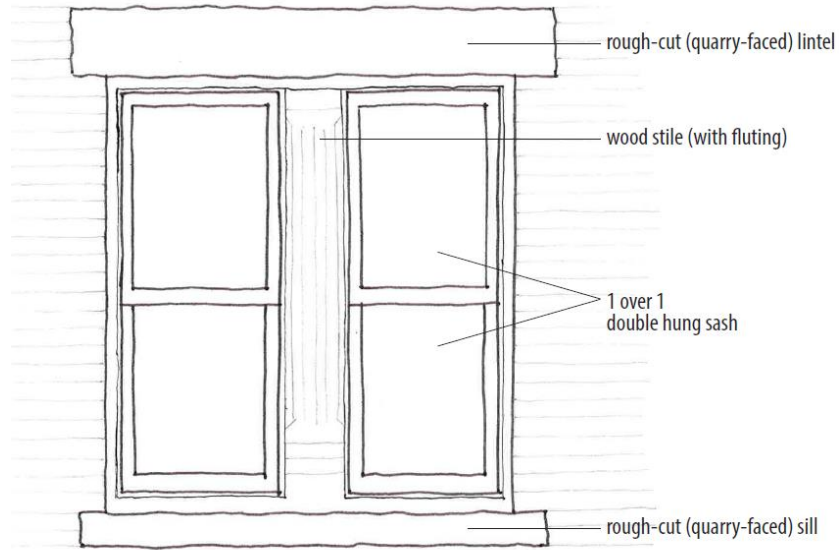 rough-cut (quarry-faced) lintel
wood stile (with fluting)
1 over 1
double hung sash
rough-cut (quarry-faced) sill